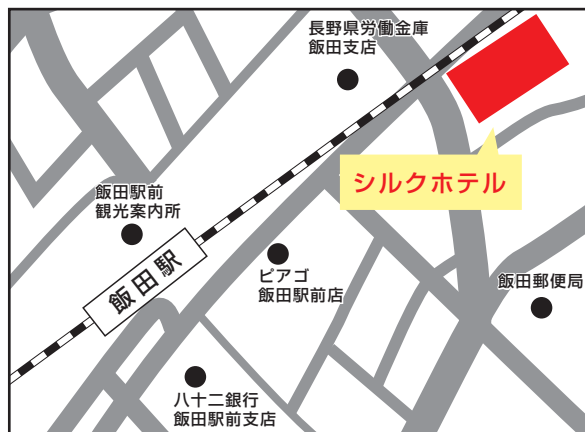 長野県労働金庫
飯田支店
シルクホテル
飯田駅前
観光案内所
飯田駅
ピアゴ
飯田駅前店
飯田郵便局
八十二銀行
飯田駅前支店